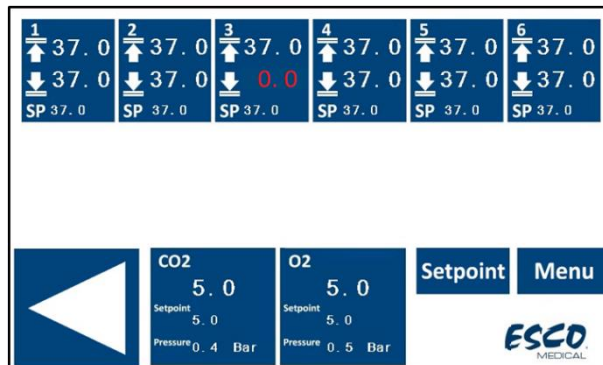 1 2 3 4 5 6
37.0 37.0 37.0 37.0 37.0 37.0
37.0 37.0 0.0 37.0 37.0 37.0
SP 37.0 SP 37.0 SP 37.0 SP 37.0 SP 37.0 SP 37.0
CO2
5.0
Setpoint
5.0
Pressure 0.4 Bar
O2
5.0
Setpoint
5.0
Pressure 0.5 Bar
Setpoint
Menu
ESCO
MEDICAL